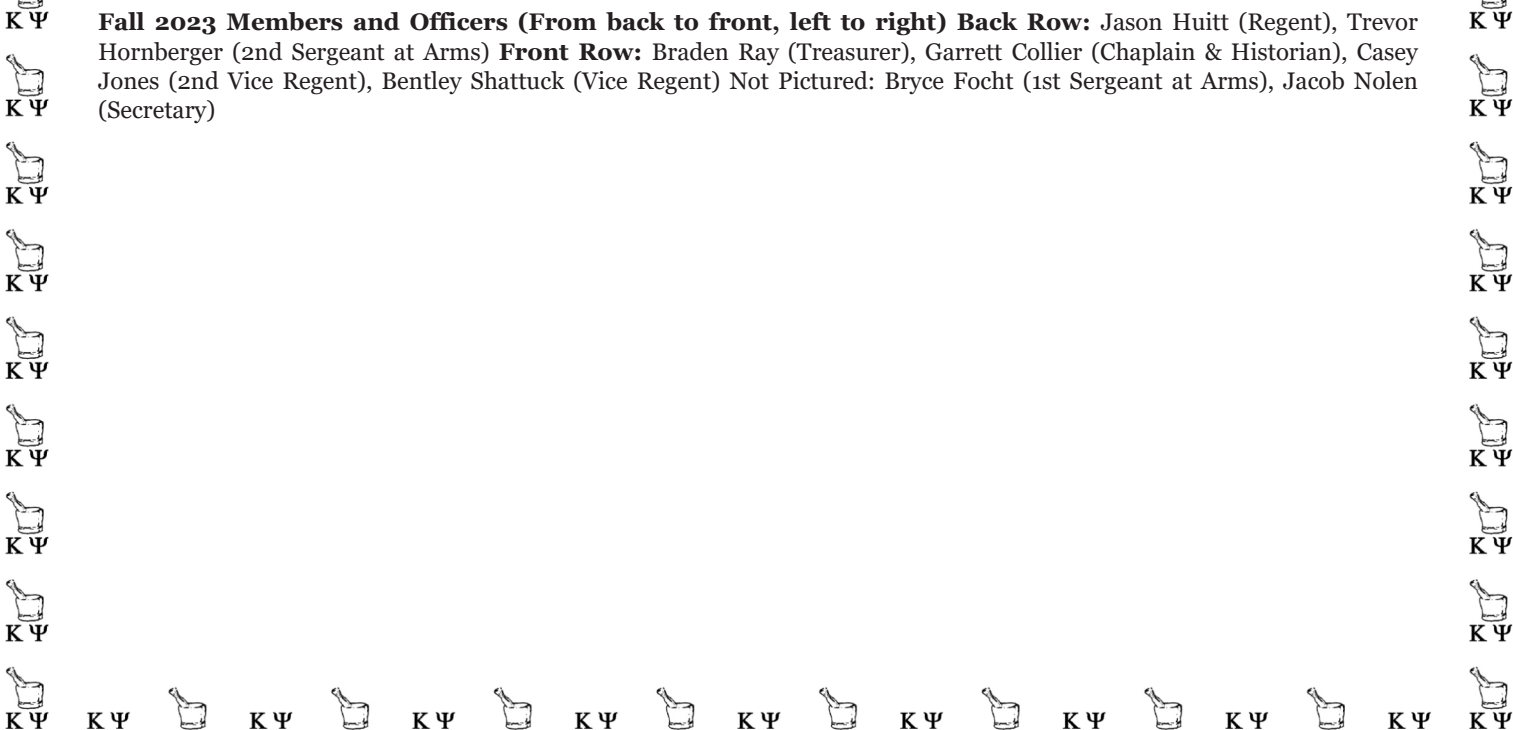 Fall 2023 Members and Officers (From back to front, left to right) Back Row: Jason Huitt (Regent), Trevor
Hornberger (2nd Sergeant at Arms) Front Row: Braden Ray (Treasurer), Garrett Collier (Chaplain & Historian), Casey
Jones (2nd Vice Regent), Bentley Shattuck (Vice Regent) Not Pictured: Bryce Focht (1st Sergeant at Arms), Jacob Nolen
(Secretary)
Κ Ψ Κ Ψ
Κ Ψ Κ Ψ
Κ Ψ Κ Ψ
Κ Ψ Κ Ψ
Κ Ψ Κ Ψ
Κ Ψ Κ Ψ
Κ Ψ Κ Ψ
Κ Ψ Κ Ψ
Κ Ψ Κ Ψ Κ Ψ Κ Ψ Κ Ψ Κ Ψ Κ Ψ Κ Ψ Κ Ψ Κ Ψ Κ Ψ